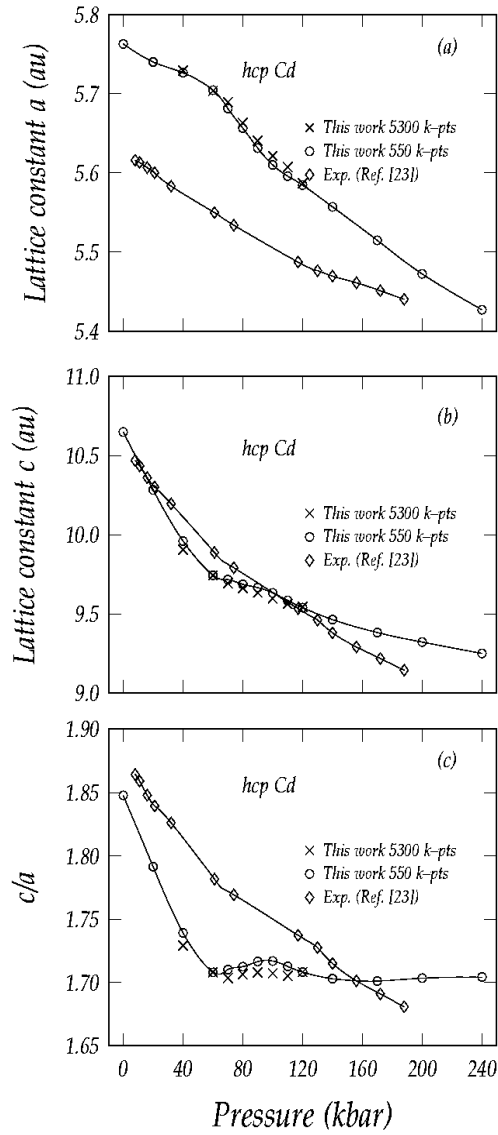 5.8
(a)
hcp Cd
5.7
This work 5300 k–pts
This work 550 k–pts
Exp. (Ref. [23])
5.6
5.5
5.4
Lattice constant a (au)
11.0
(b)
hcp Cd
10.5
This work 5300 k–pts
This work 550 k–pts
Exp. (Ref. [23])
10.0
9.5
9.0
Lattice constant c (au)
1.90
(c)
hcp Cd
1.85
This work 5300 k–pts
This work 550 k–pts
Exp. (Ref. [23])
1.80
1.75
1.70
1.65
c/a
0 40 80 120 160 200 240
Pressure (kbar)